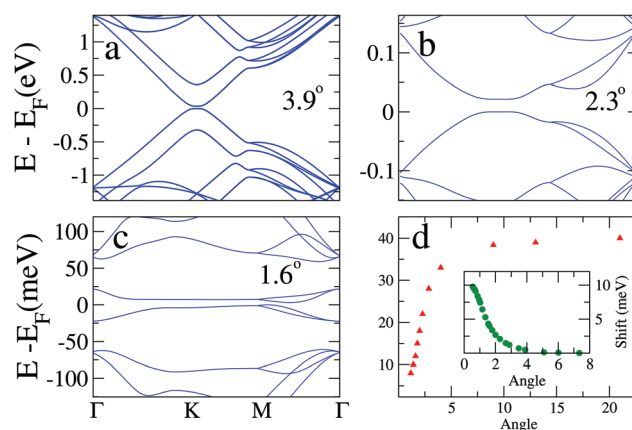 a
3.9°
E - E_F(eV)
1
0.5
0
-0.5
-1
b
2.3°
0.1
0
-0.1
c
1.6°
E -E_F(meV)
100
50
0
-50
-100
Γ K M Γ
d
40
30
20
10
5 10 15 20
Angle
10
5
0
Shift (meV)
0 2 4 6 8
Angle